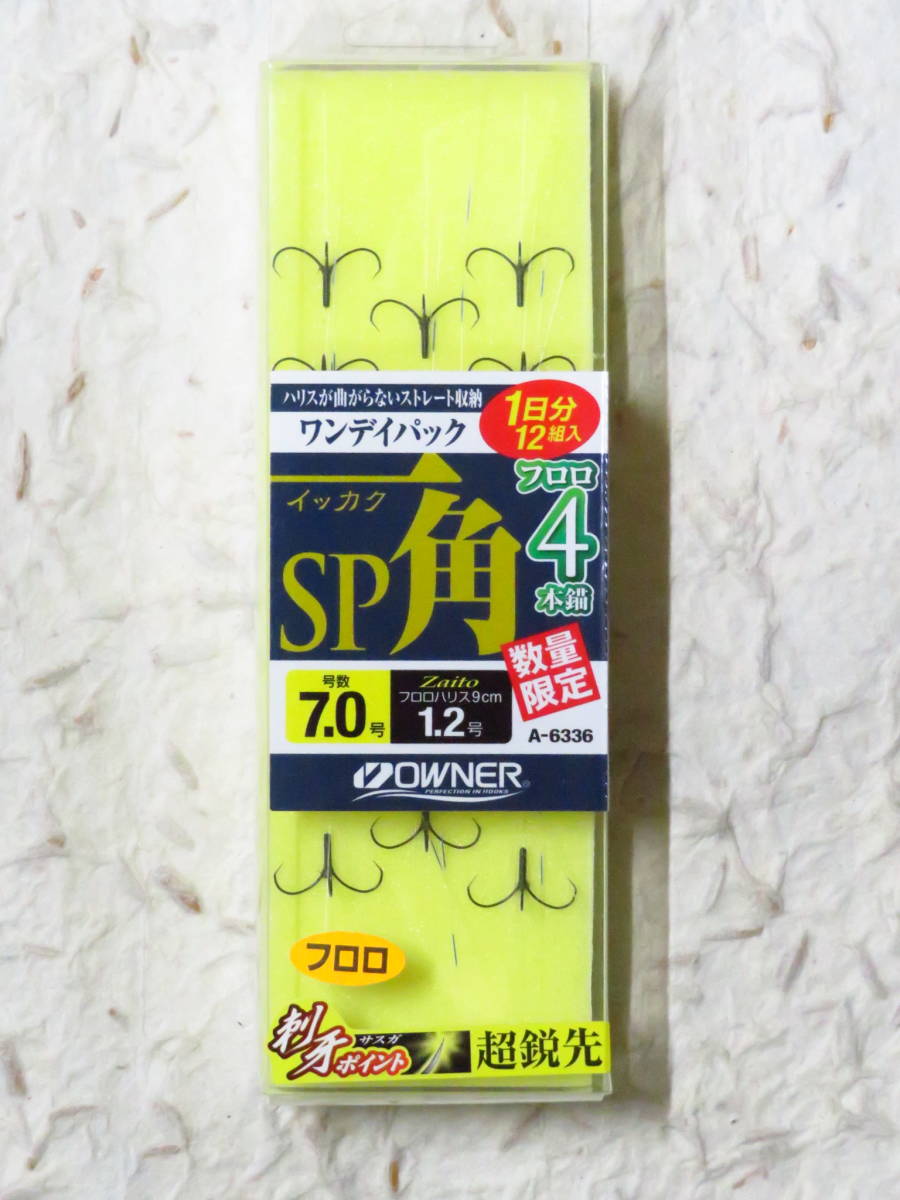 ハリスが曲がらないストレート収納
ワンデイパック
1日分
12組入
一角
イッカク
SP
フロロ
4
本錨
数量
限定
号数
7.0号
Zaito
フロロハリス9cm
1.2号
A-6336
OWNER®
PERFECTION IN HOOKS
フロロ
刺牙
サスガ
ポイント
超鋭先